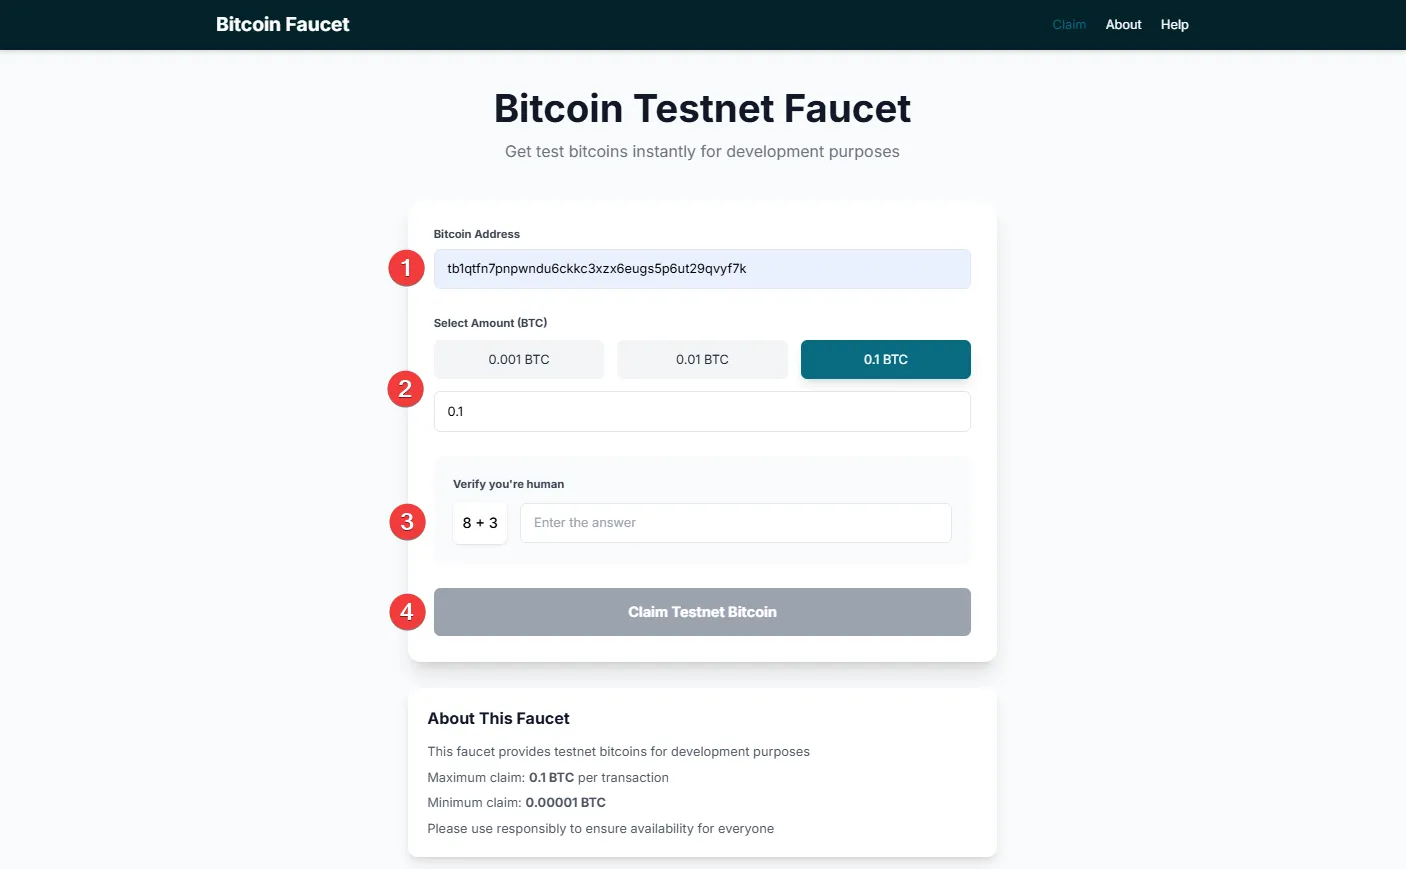 Bitcoin Faucet
Claim About Help
Bitcoin Testnet Faucet
Get test bitcoins instantly for development purposes
Bitcoin Address
1
tb1qtfn7pnpwndu6ckkc3xzx6eugs5p6ut29qvyf7k
Select Amount (BTC)
0.001 BTC 0.01 BTC 0.1 BTC
2
0.1
Verify you're human
3
8 + 3 Enter the answer
4
Claim Testnet Bitcoin
About This Faucet
This faucet provides testnet bitcoins for development purposes
Maximum claim: 0.1 BTC per transaction
Minimum claim: 0.00001 BTC
Please use responsibly to ensure availability for everyone